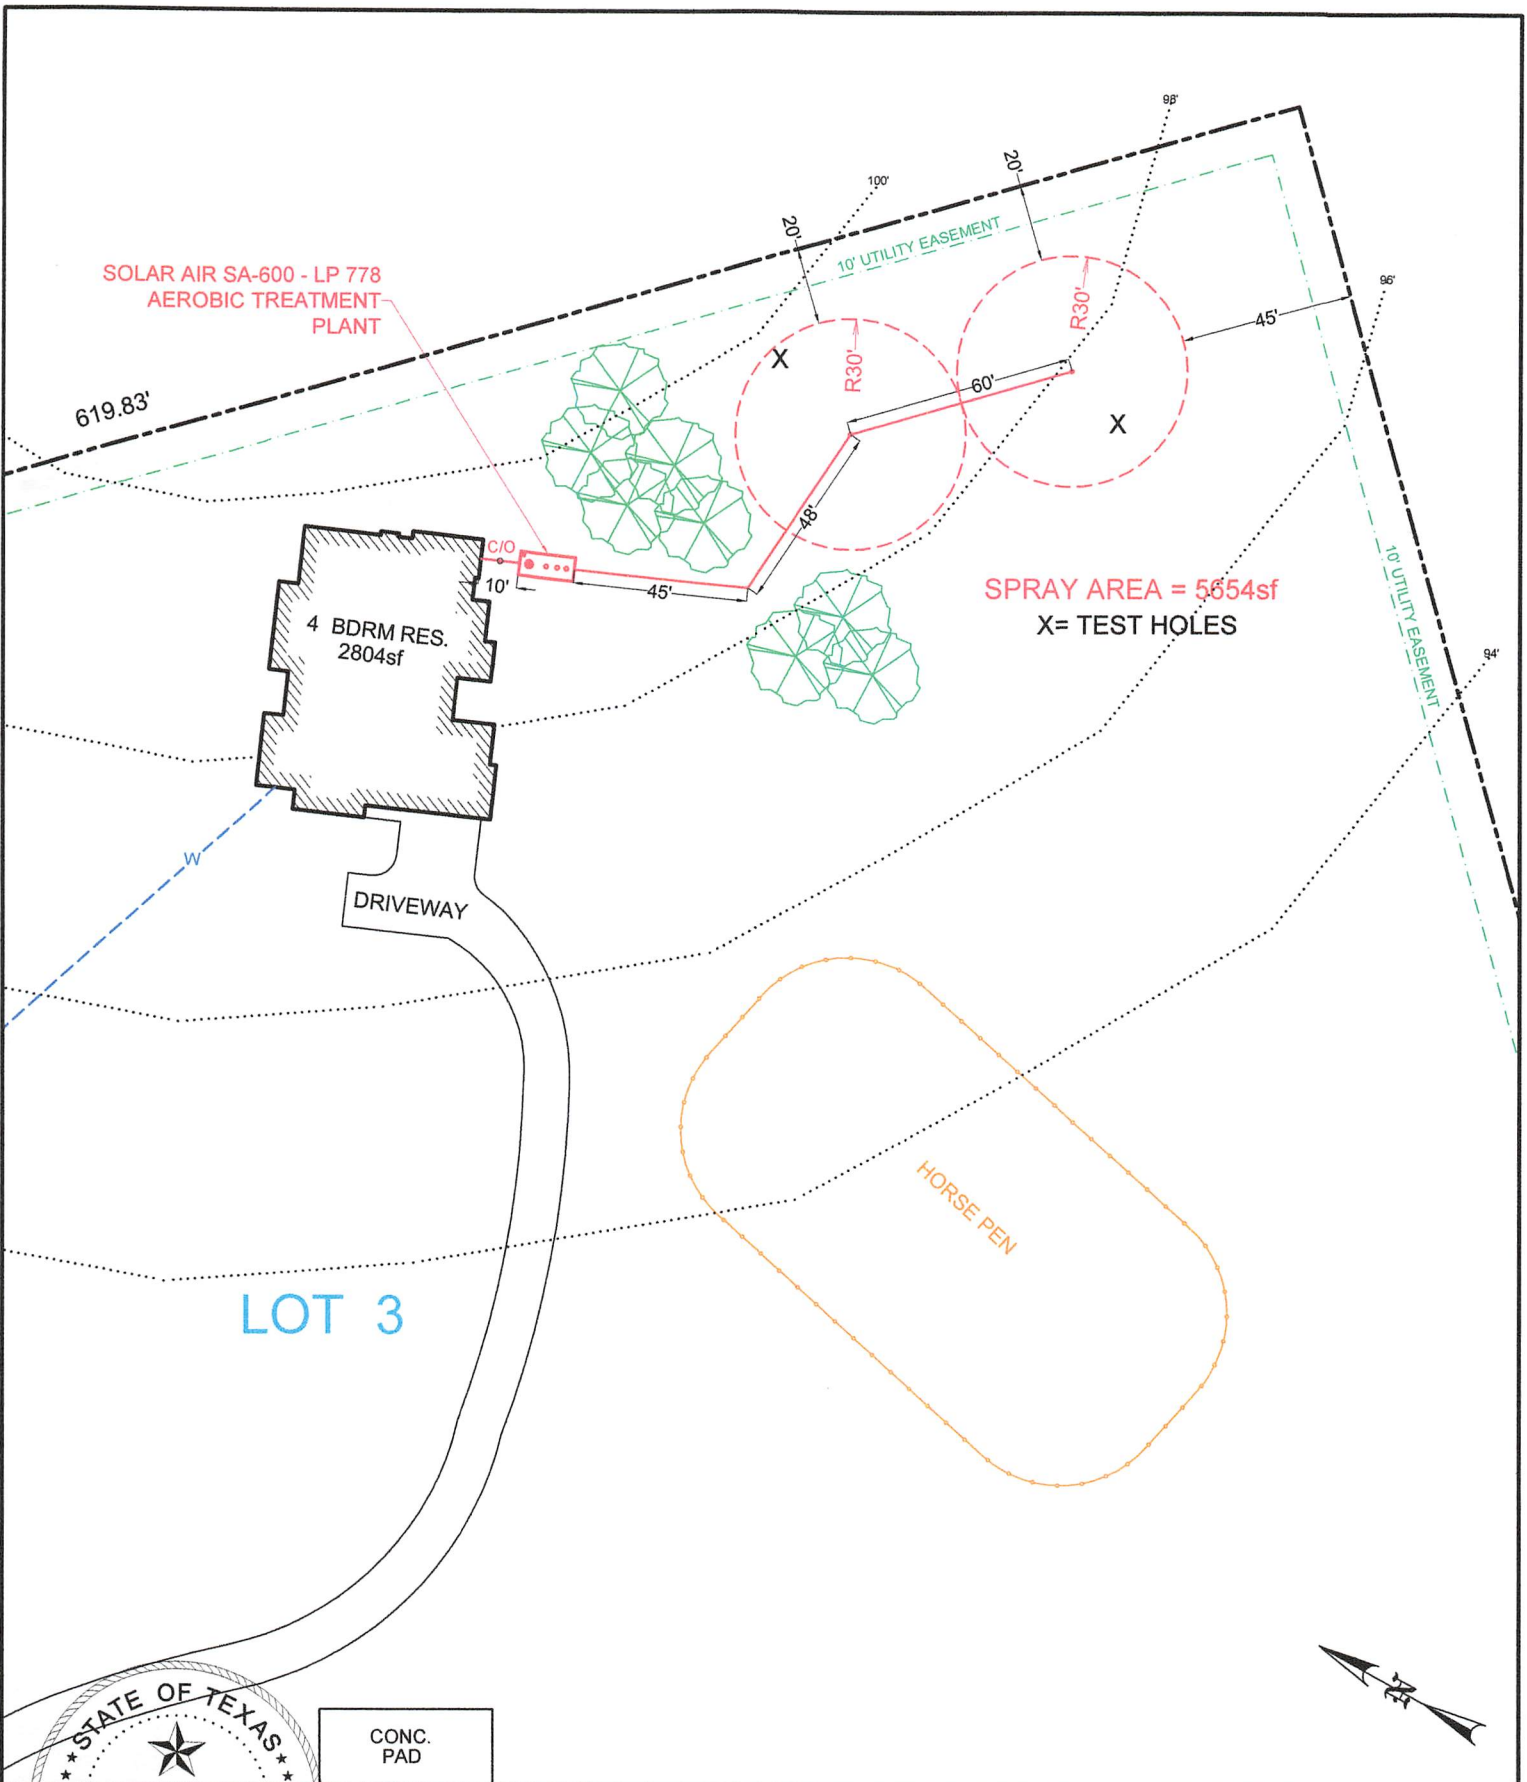 98'
20'
100'
20'
10' UTILITY EASEMENT
SOLAR AIR SA-600 - LP 778
AEROBIC TREATMENT
PLANT
96'
R30'
45'
R30'
60'
619.83'
48'
C/O
10'
45'
SPRAY AREA = 5654sf
X= TEST HOLES
X
X
10' UTILITY EASEMENT
4 BDRM RES.
2804sf
94'
W
DRIVEWAY
HORSE PEN
LOT 3
N
STATE OF TEXAS
CONC.
PAD